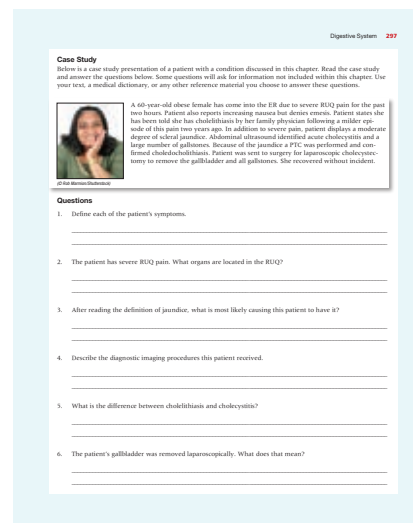 Digestive System 297
Case Study
Below is a case study presentation of a patient with a condition discussed in this chapter. Read the case study
and answer the questions below. Some questions will ask for information not included within this chapter. Use
your text, a medical dictionary, or any other reference material you choose to answer these questions.
A 60-year-old obese female has come into the ER due to severe RUQ pain for the past
two hours. Patient also reports increasing nausea but denies emesis. Patient states she
has been told she has cholelithiasis by her family physician following a milder epi-
sode of this pain two years ago. In addition to severe pain, patient displays a moderate
degree of scleral jaundice. Abdominal ultrasound identified acute cholecystitis and a
large number of gallstones. Because of the jaundice a PTC was performed and con-
firmed choledocholithiasis. Patient was sent to surgery for laparoscopic cholecystec-
tomy to remove the gallbladder and all gallstones. She recovered without incident.
Questions
1. Define each of the patient's symptoms.
2. The patient has severe RUQ pain. What organs are located in the RUQ?
3. After reading the definition of jaundice, what is most likely causing this patient to have it?
4. Describe the diagnostic imaging procedures this patient received.
5. What is the difference between cholelithiasis and cholecystitis?
6. The patient's gallbladder was removed laparoscopically. What does that mean?